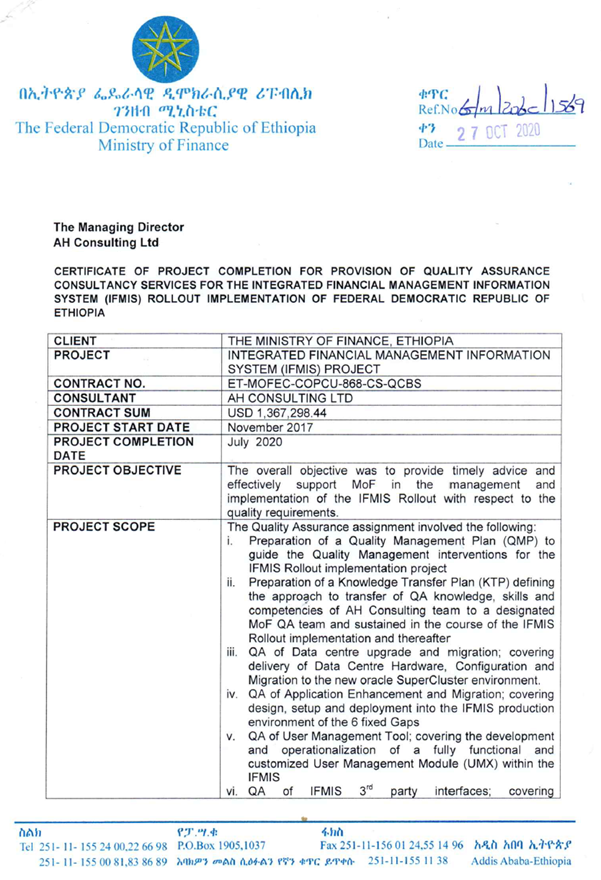 በኢትዮጵያ ፌዴራላዊ ዲሞክራሲያዊ ሪፐብሊክ
ገንዘብ ሚኒስቴር
The Federal Democratic Republic of Ethiopia
Ministry of Finance
ቁጥር
Ref.No
ቀን
Date 27 OCT 2020
The Managing Director
AH Consulting Ltd
CERTIFICATE OF PROJECT COMPLETION FOR PROVISION OF QUALITY ASSURANCE
CONSULTANCY SERVICES FOR THE INTEGRATED FINANCIAL MANAGEMENT INFORMATION
SYSTEM (IFMIS) ROLLOUT IMPLEMENTATION OF FEDERAL DEMOCRATIC REPUBLIC OF
ETHIOPIA
CLIENT THE MINISTRY OF FINANCE, ETHIOPIA
PROJECT INTEGRATED FINANCIAL MANAGEMENT INFORMATION
SYSTEM (IFMIS) PROJECT
CONTRACT NO. ET-MOFEC-COPCU-868-CS-QCBS
CONSULTANT AH CONSULTING LTD
CONTRACT SUM USD 1,367,298.44
PROJECT START DATE November 2017
PROJECT COMPLETION July 2020
DATE
PROJECT OBJECTIVE The overall objective was to provide timely advice and
effectively support MoF in the management and
implementation of the IFMIS Rollout with respect to the
quality requirements.
PROJECT SCOPE The Quality Assurance assignment involved the following:
i. Preparation of a Quality Management Plan (QMP) to
guide the Quality Management interventions for the
IFMIS Rollout implementation project
ii. Preparation of a Knowledge Transfer Plan (KTP) defining
the approach to transfer of QA knowledge, skills and
competencies of AH Consulting team to a designated
MoF QA team and sustained in the course of the IFMIS
Rollout implementation and thereafter
iii. QA of Data centre upgrade and migration; covering
delivery of Data Centre Hardware, Configuration and
Migration to the new oracle SuperCluster environment.
iv. QA of Application Enhancement and Migration; covering
design, setup and deployment into the IFMIS production
environment of the 6 fixed Gaps
v. QA of User Management Tool; covering the development
and operationalization of a fully functional and
customized User Management Module (UMX) within the
IFMIS
vi. QA of IFMIS 3rd party interfaces; covering
ስልክ የፖ.ሣ.ቁ ፋክስ
Tel 251- 11- 155 24 00,22 66 98 P.O.Box 1905,1037 Fax 251-11-156 01 24,55 14 96 አዲስ አበባ ኢትዮጵያ
251- 11- 155 00 81,83 86 89 እባክዎን መልስ ሲፅፉልን የኛን ቁጥር ይጥቀሱ 251-11-155 11 38 Addis Ababa-Ethiopia